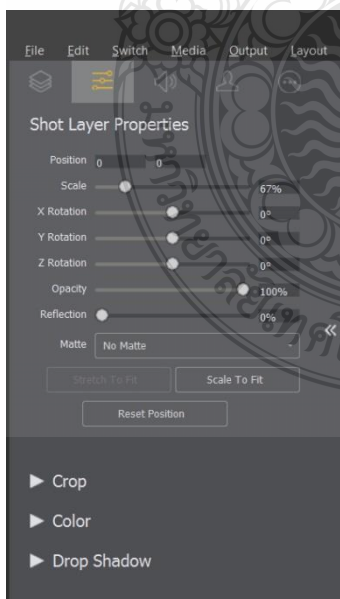 File Edit Switch Media Output Layout
Shot Layer Properties
Position 0 0
Scale 67%
X Rotation 0°
Y Rotation 0°
Z Rotation 0°
Opacity 100%
Reflection 0%
Matte No Matte
Stretch To Fit Scale To Fit
Reset Position
Crop
Color
Drop Shadow